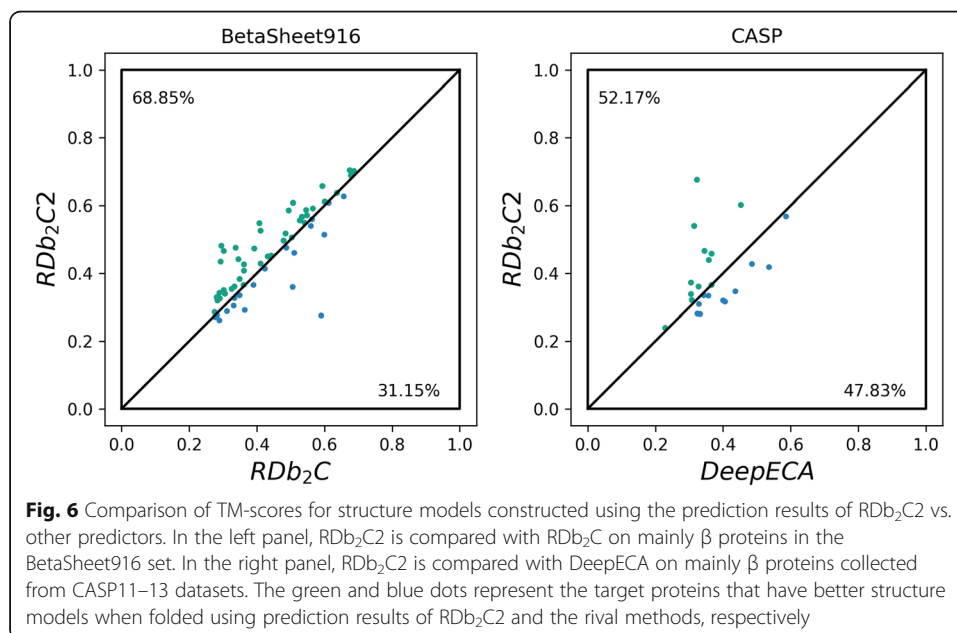 BetaSheet916
CASP
1.0
0.8
0.6
0.4
0.2
0.0
RDb₂C2
68.85%
31.15%
0.0 0.2 0.4 0.6 0.8 1.0
RDb₂C
1.0
0.8
0.6
0.4
0.2
0.0
RDb₂C2
52.17%
47.83%
0.0 0.2 0.4 0.6 0.8 1.0
DeepECA
Fig. 6 Comparison of TM-scores for structure models constructed using the prediction results of RDb₂C2 vs.
other predictors. In the left panel, RDb₂C2 is compared with RDb₂C on mainly β proteins in the
BetaSheet916 set. In the right panel, RDb₂C2 is compared with DeepECA on mainly β proteins collected
from CASP11–13 datasets. The green and blue dots represent the target proteins that have better structure
models when folded using prediction results of RDb₂C2 and the rival methods, respectively